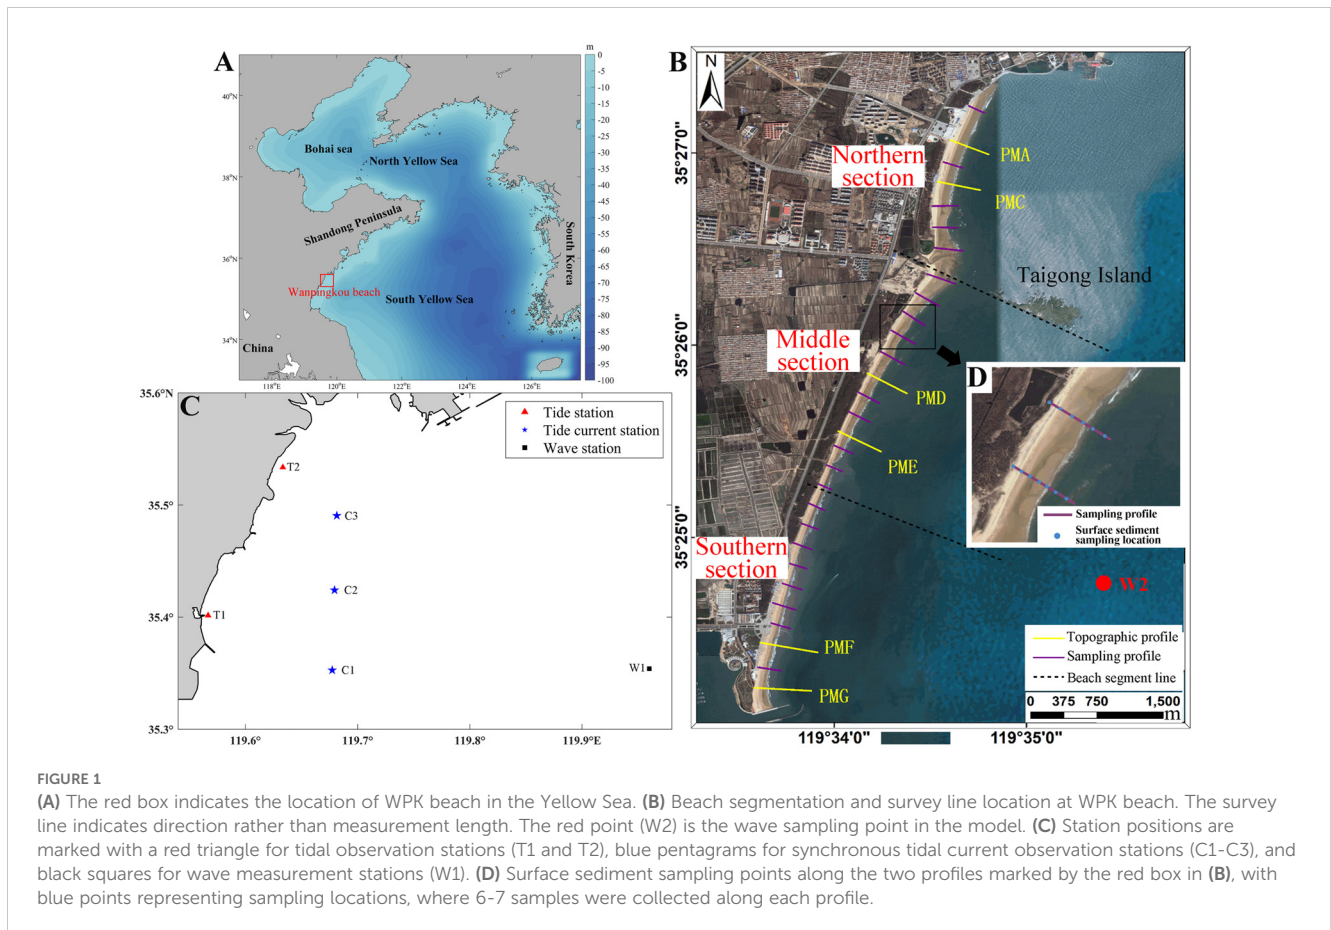 A
m
0
-5
-10
-15
-20
-25
-30
-35
-40
-45
-50
-55
-60
-65
-70
-75
-80
-85
-90
-95
-100
40°N
38°N
36°N
34°N
118°E
120°E
122°E
124°E
126°E
Bohai sea
North Yellow Sea
Shandong Peninsula
South Korea
Wanpingkou beach
South Yellow Sea
China
B
N
35°27'0"
35°26'0"
35°25'0"
119°34'0"
119°35'0"
Northern
section
PMA
PMC
Taigong Island
Middle
section
PMD
PME
Southern
section
PMF
PMG
W2
D
Sampling profile
Surface sediment
sampling location
Topographic profile
Sampling profile
Beach segment line
0 375 750 1,500
m
C
35.6°
35.5°
35.4°
35.3°
119.6°
119.7°
119.8°
119.9°E
Tide station
Tide current station
Wave station
T2
C3
C2
T1
C1
W1
FIGURE 1
(A) The red box indicates the location of WPK beach in the Yellow Sea. (B) Beach segmentation and survey line location at WPK beach. The survey
line indicates direction rather than measurement length. The red point (W2) is the wave sampling point in the model. (C) Station positions are
marked with a red triangle for tidal observation stations (T1 and T2), blue pentagrams for synchronous tidal current observation stations (C1-C3), and
black squares for wave measurement stations (W1). (D) Surface sediment sampling points along the two profiles marked by the red box in (B), with
blue points representing sampling locations, where 6-7 samples were collected along each profile.